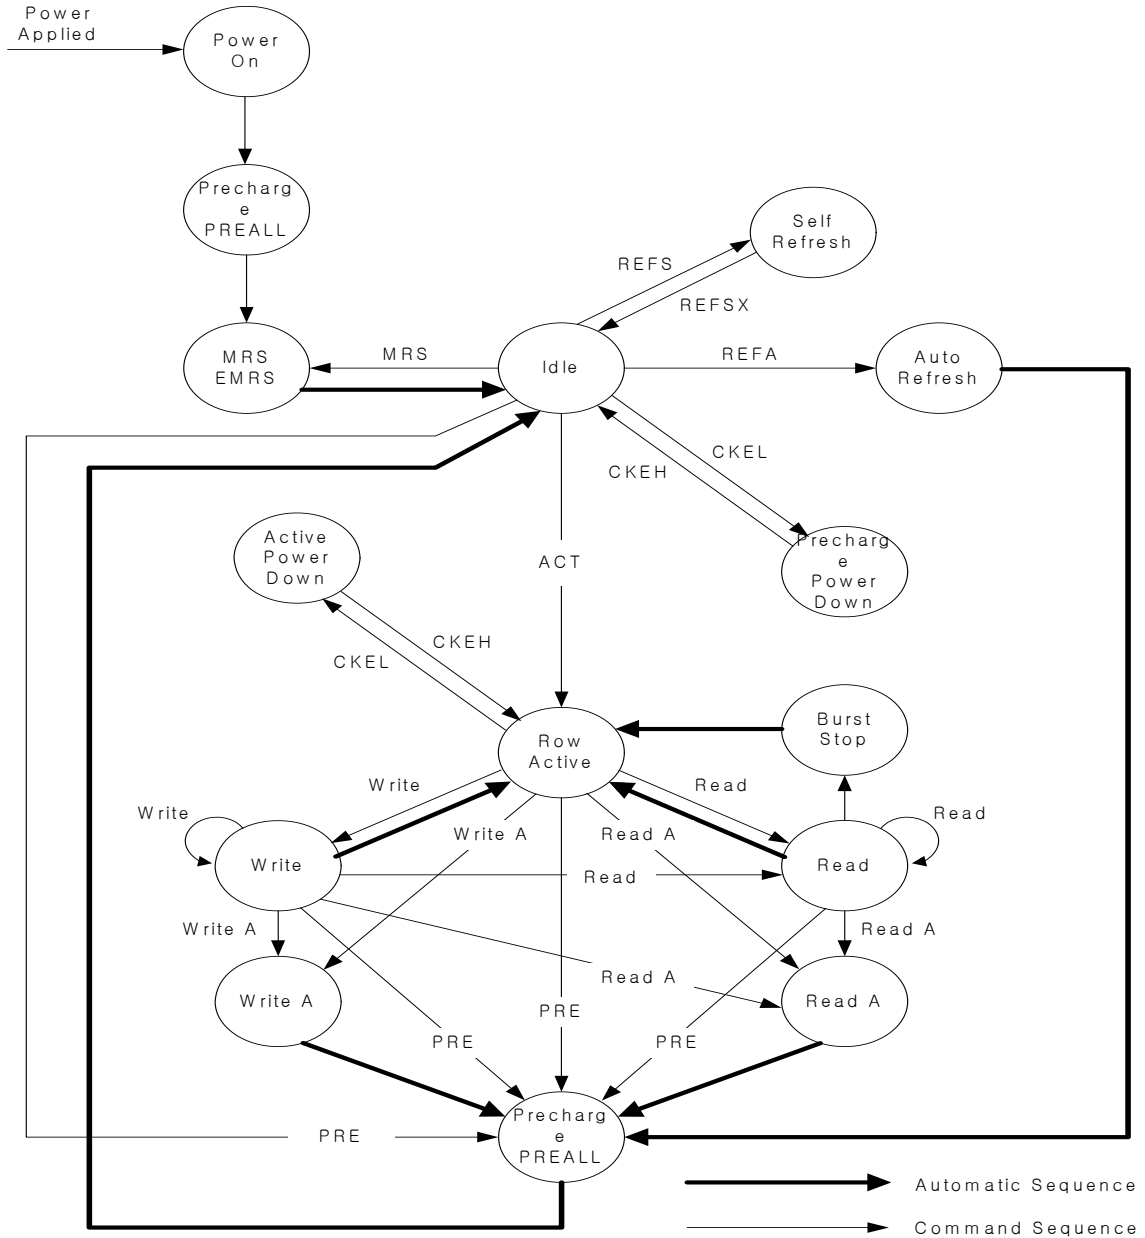 Power
Applied
Power
On
Precharg
e
PREALL
Self
Refresh
REFS
REFSX
MRS
EMRS
MRS
Idle
REFA
Auto
Refresh
CKEL
CKEH
Active
Power
Down
ACT
Precharg
e
Power
Down
CKEH
CKEL
Burst
Stop
Row
Active
Write
Read
Write
Write A
Read A
Read
Write
Read
Read
Write A
Read A
Read A
Write A
Read A
PRE
PRE
PRE
Precharg
e
PREALL
PRE
Automatic Sequence
Command Sequence